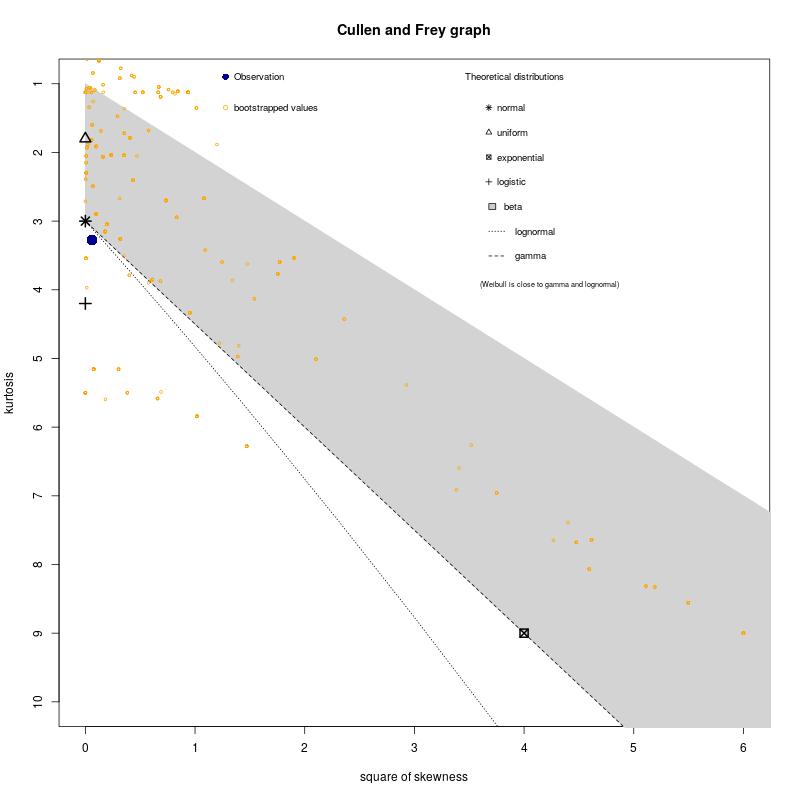 Cullen and Frey graph
Observation
bootstrapped values
Theoretical distributions
normal
uniform
exponential
logistic
beta
lognormal
gamma
(Weibull is close to gamma and lognormal)
kurtosis
1
2
3
4
5
6
7
8
9
10
0 1 2 3 4 5 6
square of skewness